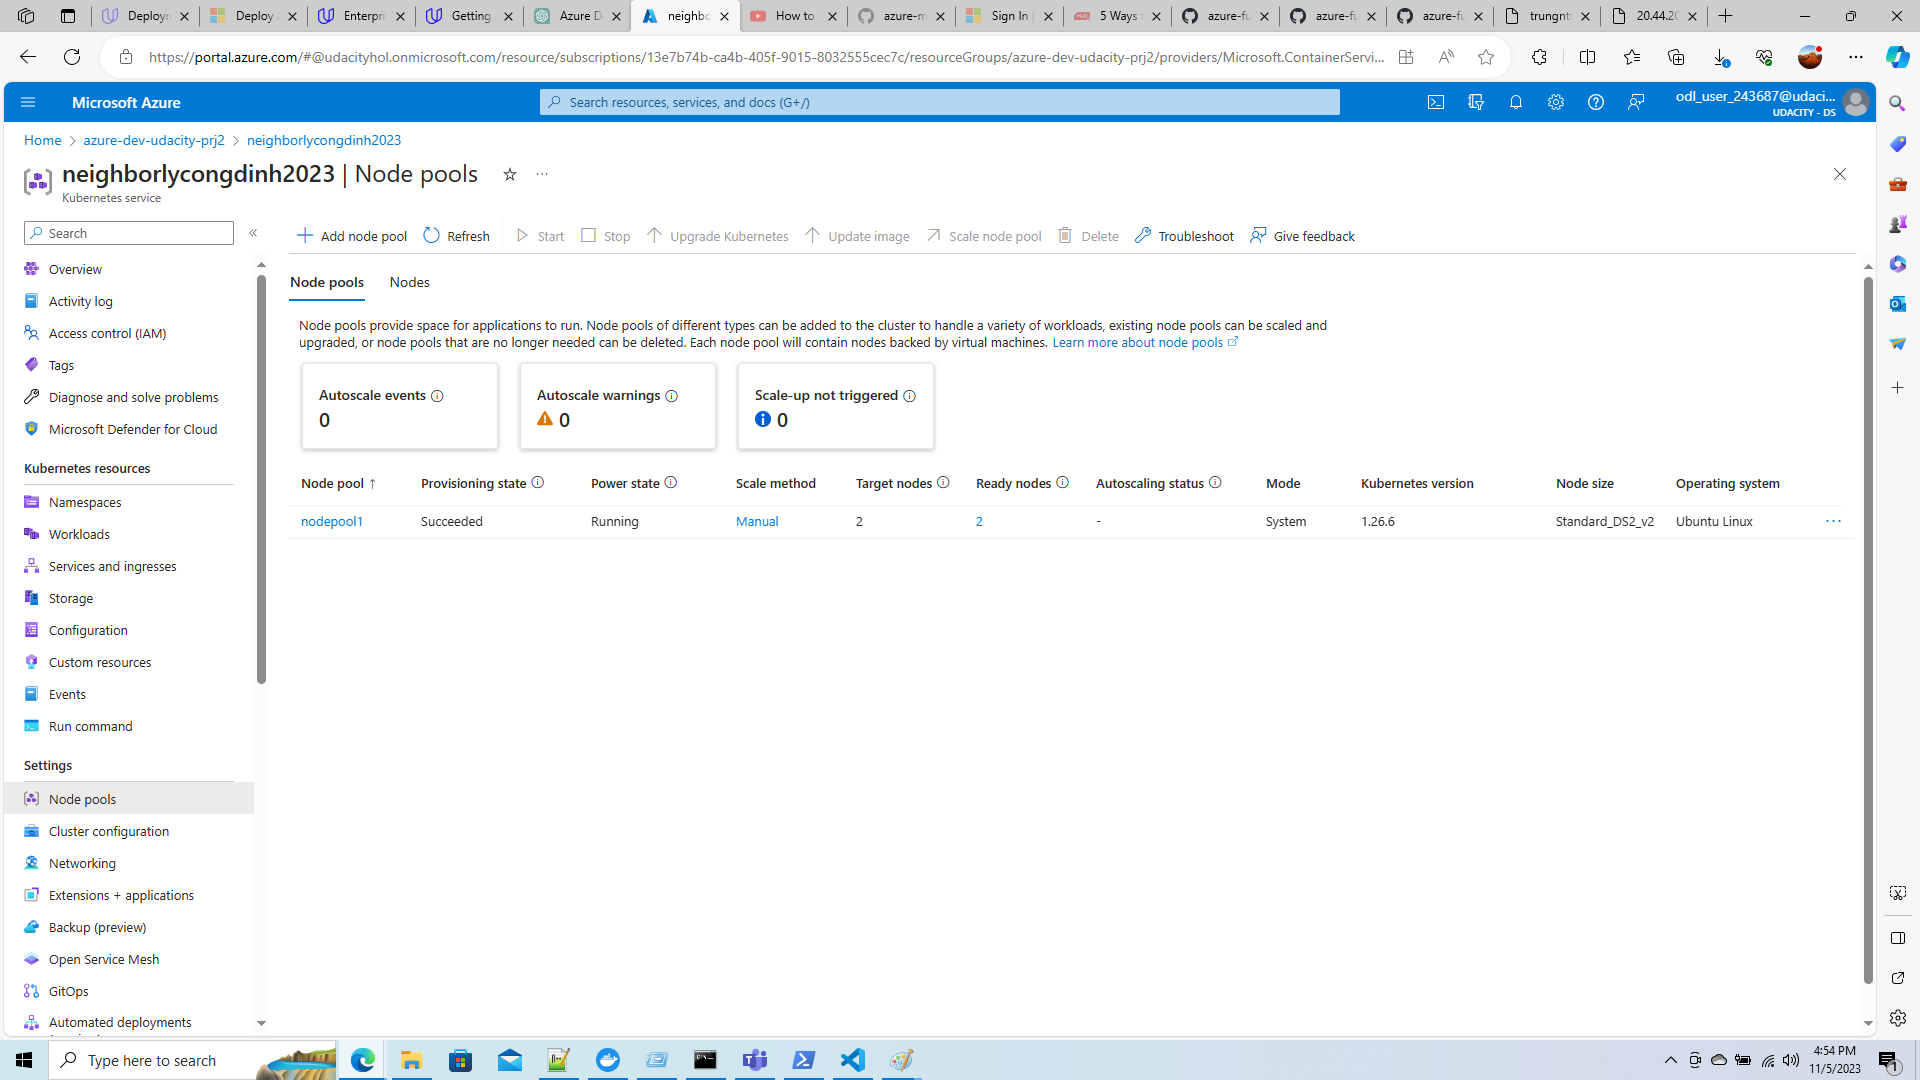 Deployn
Deploy a
Enterpris
Getting
Azure De
neighbo
How to
azure-m
Sign In |
5 Ways
azure-fu
azure-fu
azure-fu
trungnt
20.44.20
https://portal.azure.com/#@udacityhol.onmicrosoft.com/resource/subscriptions/13e7b74b-ca4b-405f-9015-8032555cec7c/resourceGroups/azure-dev-udacity-prj2/providers/Microsoft.ContainerServi...
Microsoft Azure
Search resources, services, and docs (G+/)
odl_user_243687@udaci...
UDACITY - DS
Home > azure-dev-udacity-prj2 > neighborlycongdinh2023
neighborlycongdinh2023 | Node pools
Kubernetes service
Search
Add node pool Refresh Start Stop Upgrade Kubernetes Update image Scale node pool Delete Troubleshoot Give feedback
Overview
Activity log
Access control (IAM)
Tags
Diagnose and solve problems
Microsoft Defender for Cloud
Kubernetes resources
Namespaces
Workloads
Services and ingresses
Storage
Configuration
Custom resources
Events
Run command
Settings
Node pools
Cluster configuration
Networking
Extensions + applications
Backup (preview)
Open Service Mesh
GitOps
Automated deployments
Node pools Nodes
Node pools provide space for applications to run. Node pools of different types can be added to the cluster to handle a variety of workloads, existing node pools can be scaled and
upgraded, or node pools that are no longer needed can be deleted. Each node pool will contain nodes backed by virtual machines. Learn more about node pools
Autoscale events
0
Autoscale warnings
0
Scale-up not triggered
0
Node pool ↑ Provisioning state Power state Scale method Target nodes Ready nodes Autoscaling status Mode Kubernetes version Node size Operating system
nodepool1 Succeeded Running Manual 2 2 - System 1.26.6 Standard_DS2_v2 Ubuntu Linux ...
Type here to search
4:54 PM
11/5/2023
1